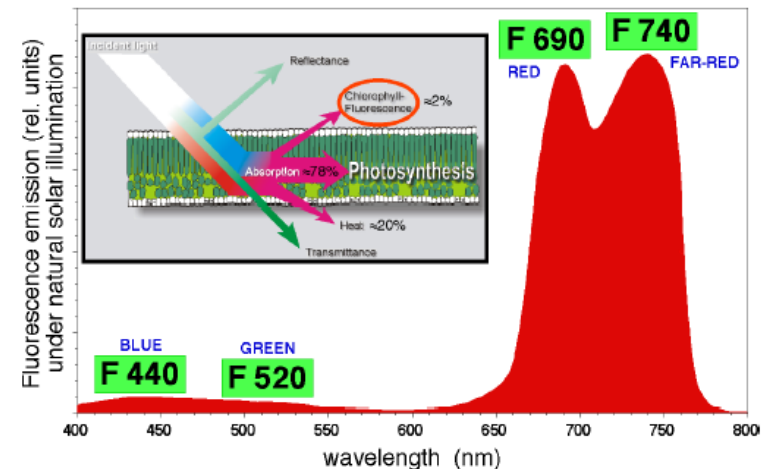 Fluorescence emission (rel. units)
under natural solar illumination
incident light
Reflectance
Chlorophyll-
Fluorescence
≈2%
Absorption ≈78%
Photosynthesis
Heat ≈20%
Transmittance
F 690
RED
F 740
FAR-RED
BLUE
F 440
GREEN
F 520
400 450 500 550 600 650 700 750 800
wavelength (nm)